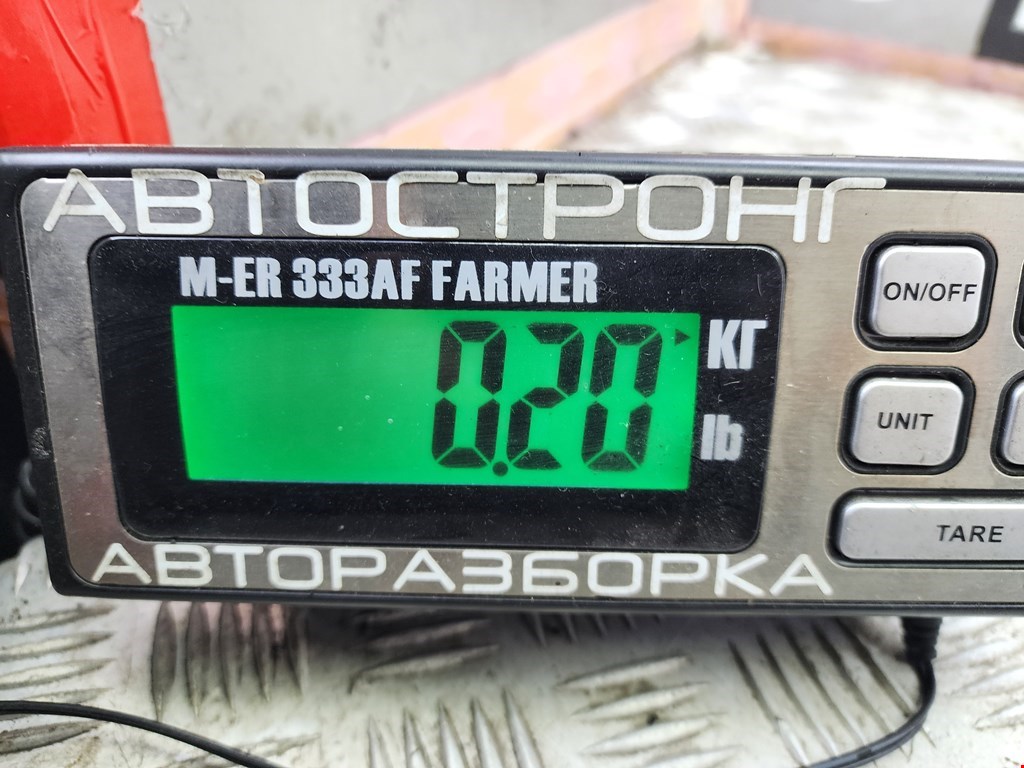 АВТОСТРОНГ
M-ER 333AF FARMER
0.20
КГ
lb
ON/OFF
UNIT
TARE
АВТОРАЗБОРКА